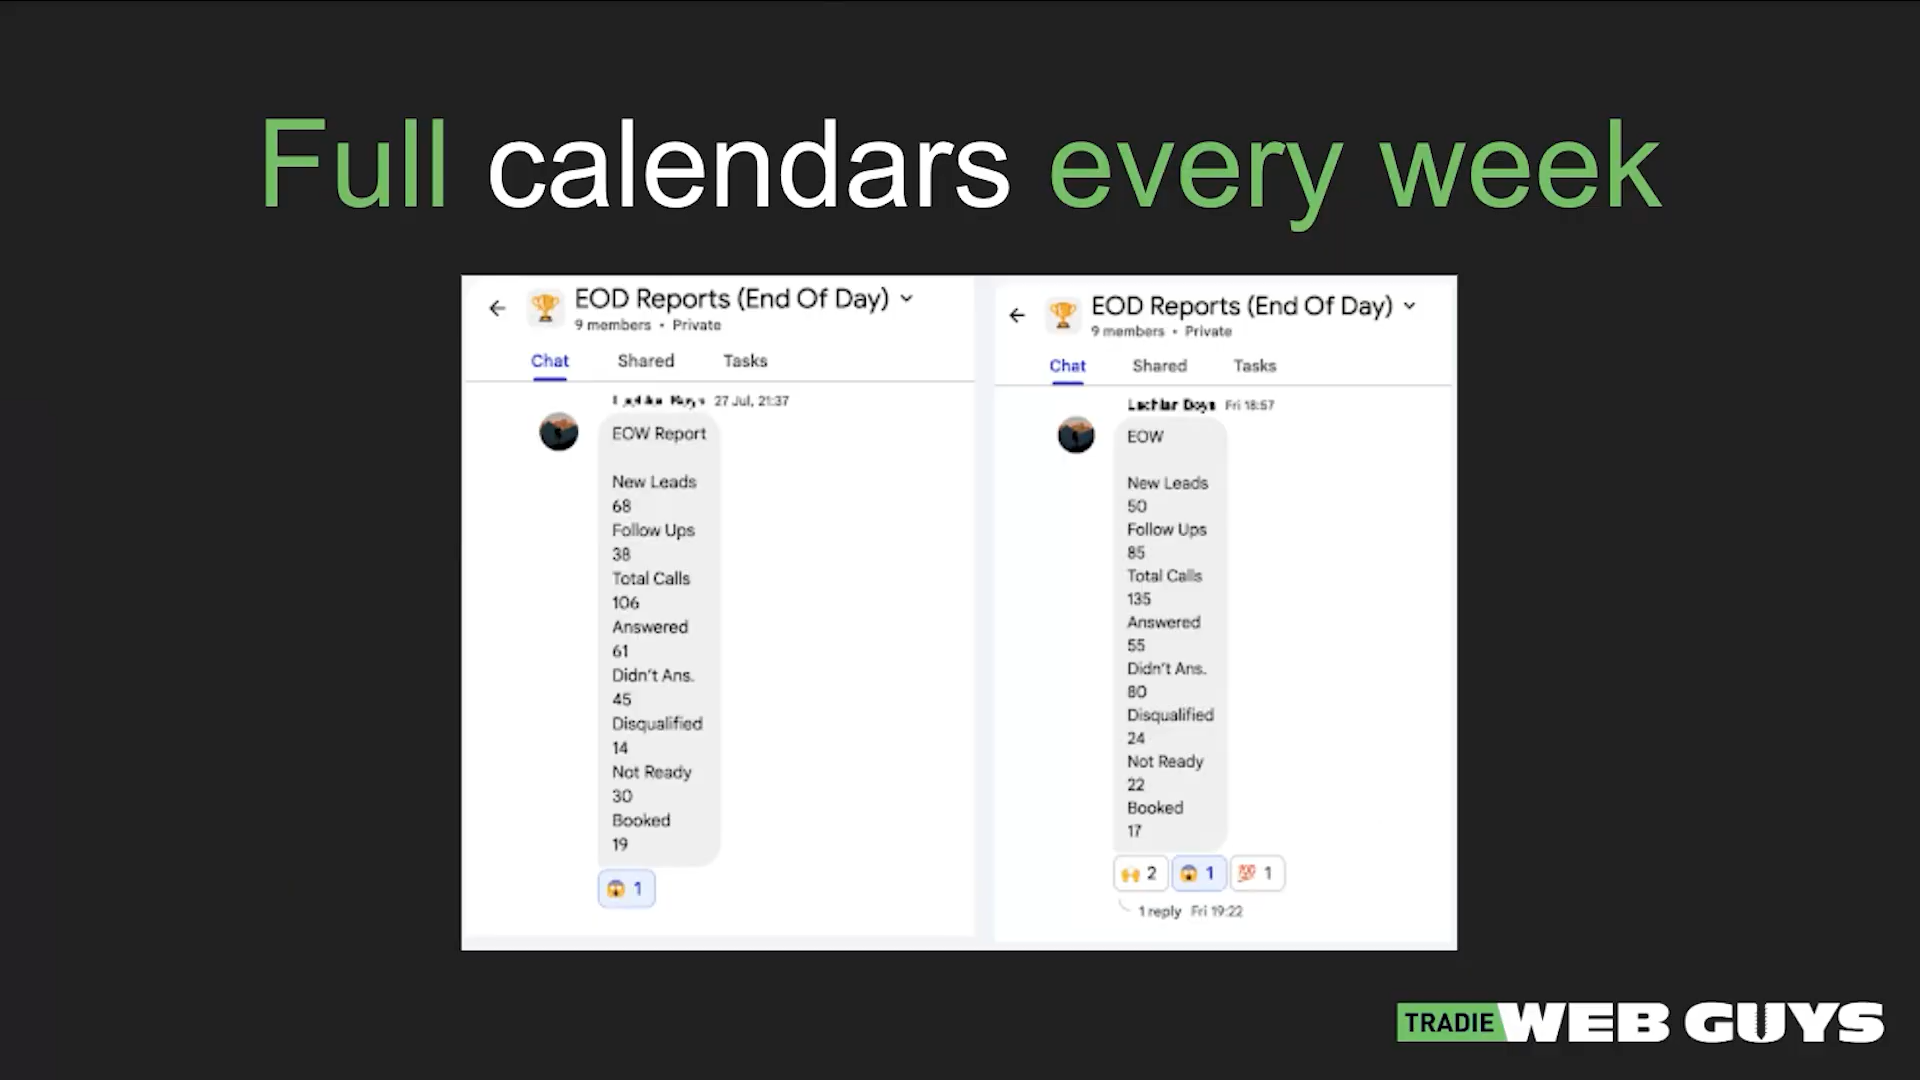 Full calendars every week
EOD Reports (End Of Day)
9 members • Private
Chat Shared Tasks
27 Jul, 21:37
EOW Report
New Leads
68
Follow Ups
38
Total Calls
106
Answered
61
Didn't Ans.
45
Disqualified
14
Not Ready
30
Booked
19
1
EOD Reports (End Of Day)
9 members • Private
Chat Shared Tasks
Fri 18:57
EOW
New Leads
50
Follow Ups
85
Total Calls
135
Answered
55
Didn't Ans.
80
Disqualified
24
Not Ready
22
Booked
17
2 1 💯 1
1 reply Fri 19:22
TRADIE WEB GUYS